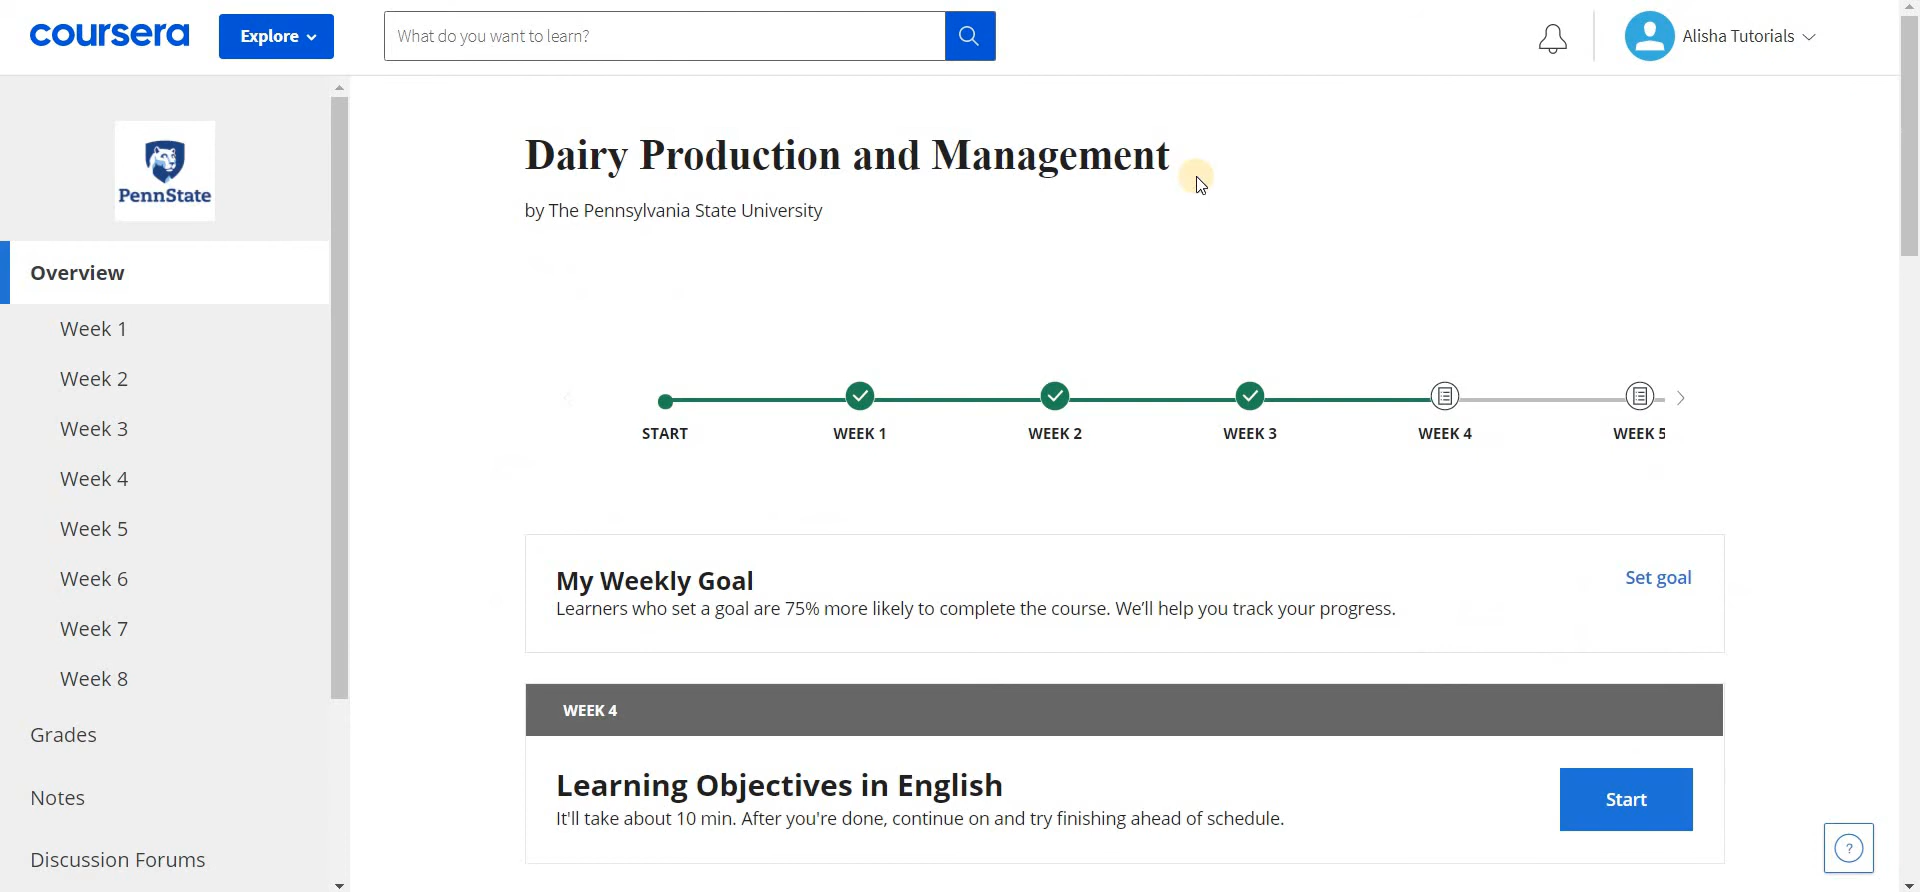 coursera
Explore
What do you want to learn?
Alisha Tutorials
PennState
Overview
Week 1
Week 2
Week 3
Week 4
Week 5
Week 6
Week 7
Week 8
Grades
Notes
Discussion Forums
Dairy Production and Management
by The Pennsylvania State University
START WEEK 1 WEEK 2 WEEK 3 WEEK 4 WEEK 5
My Weekly Goal
Set goal
Learners who set a goal are 75% more likely to complete the course. We'll help you track your progress.
WEEK 4
Learning Objectives in English
It'll take about 10 min. After you're done, continue on and try finishing ahead of schedule.
Start
?